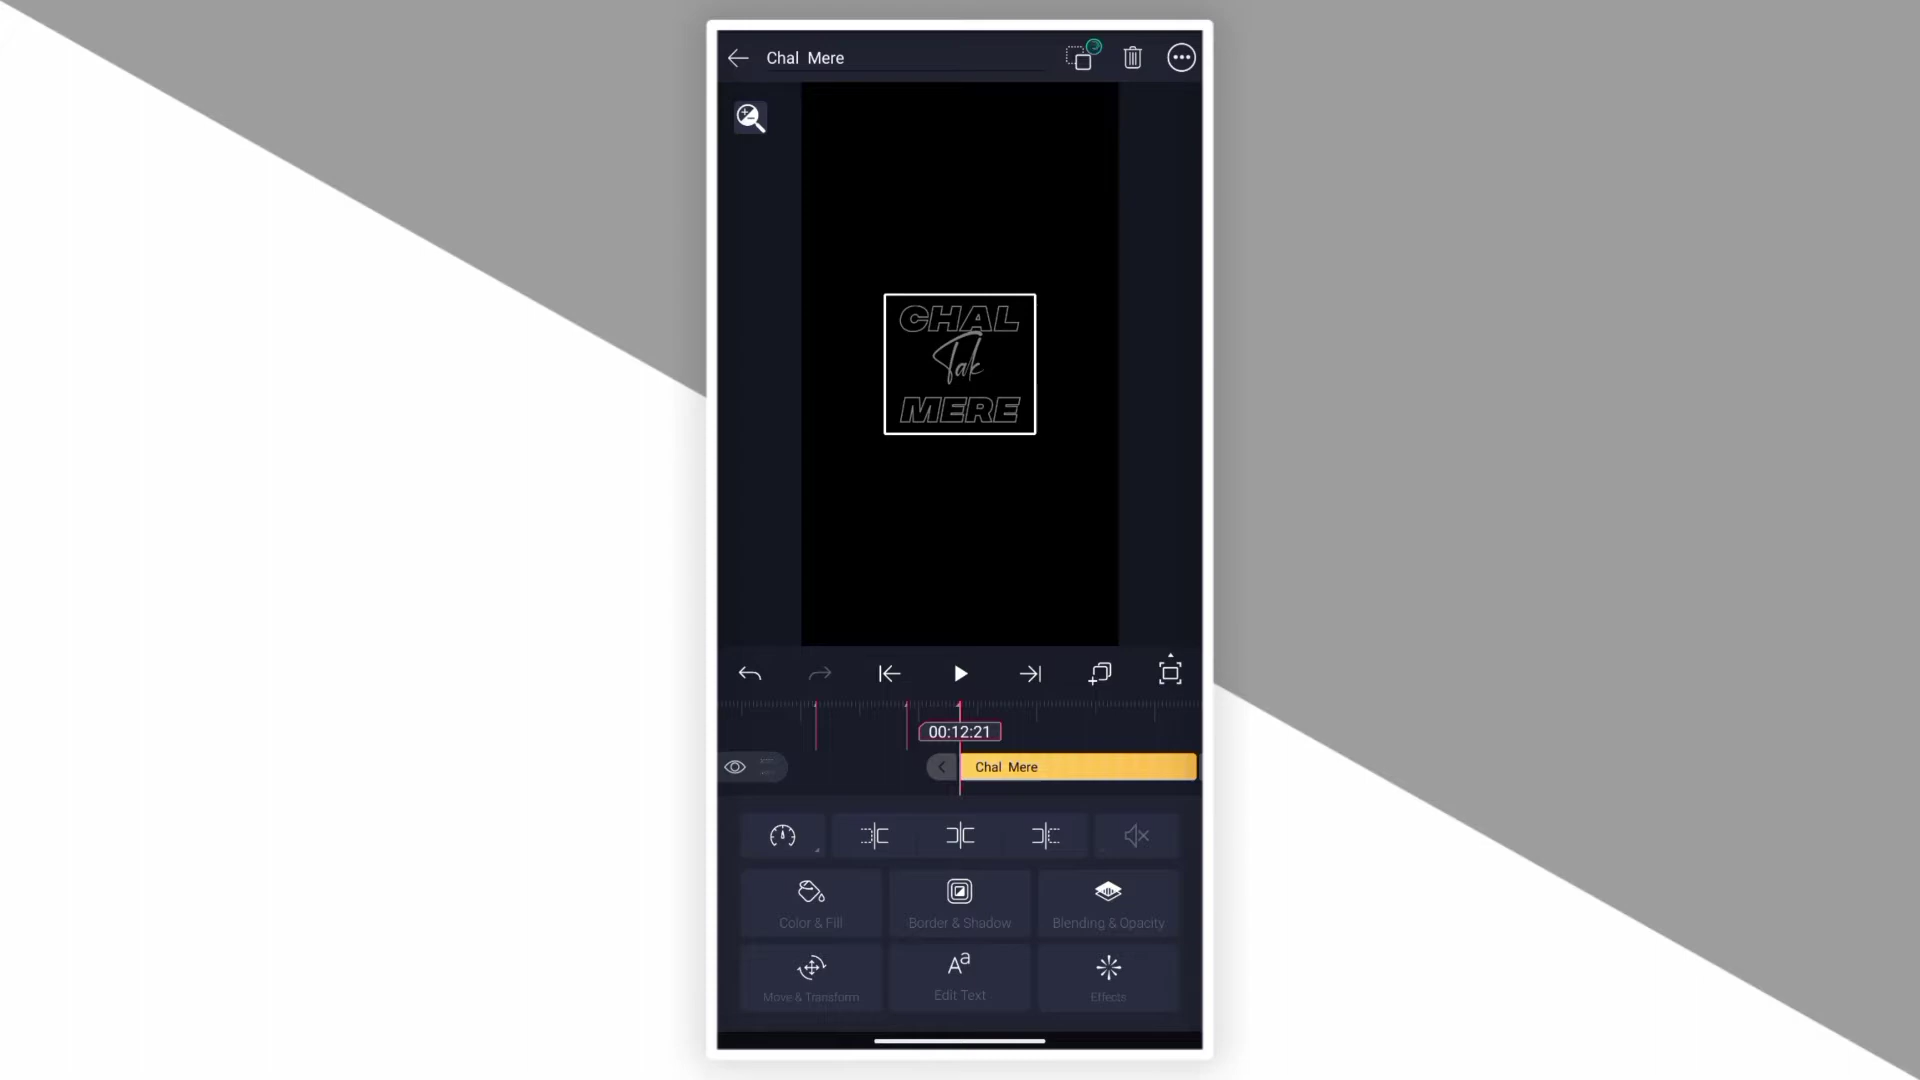 Chal  Mere
CHAL
Tak
MERE
00:12:21
Chal  Mere
Color & Fill
Border & Shadow
Blending & Opacity
Move & Transform
Aa
Edit Text
Effects